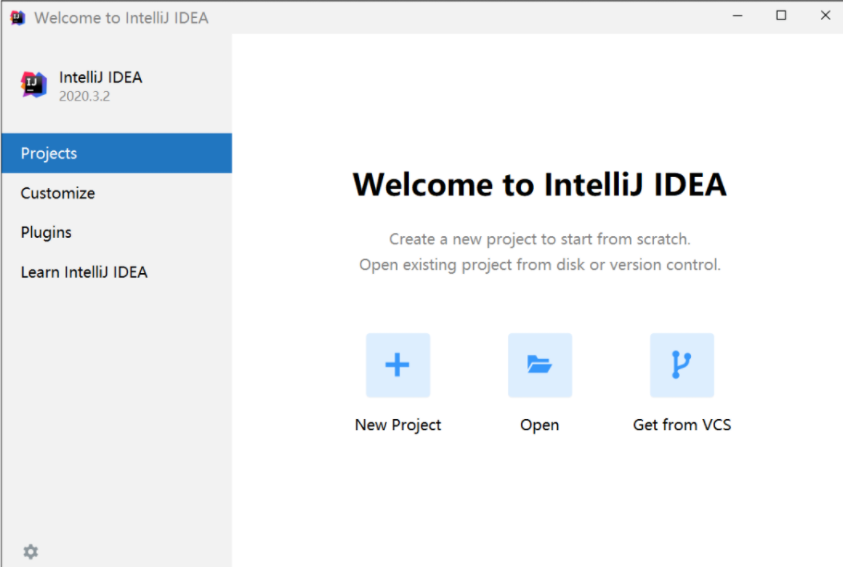 Welcome to IntelliJ IDEA
IntelliJ IDEA
2020.3.2
Projects
Customize
Plugins
Learn IntelliJ IDEA
Welcome to IntelliJ IDEA
Create a new project to start from scratch.
Open existing project from disk or version control.
New Project
Open
Get from VCS